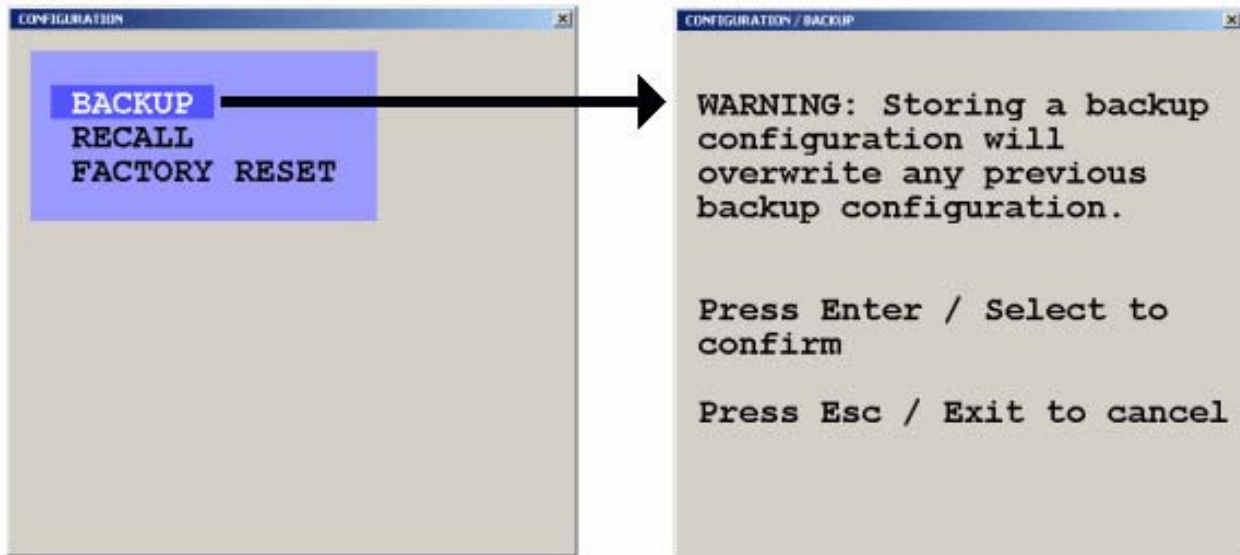 CONFIGURATION
BACKUP
RECALL
FACTORY RESET
CONFIGURATION / BACKUP
WARNING: Storing a backup
configuration will
overwrite any previous
backup configuration.
Press Enter / Select to
confirm
Press Esc / Exit to cancel